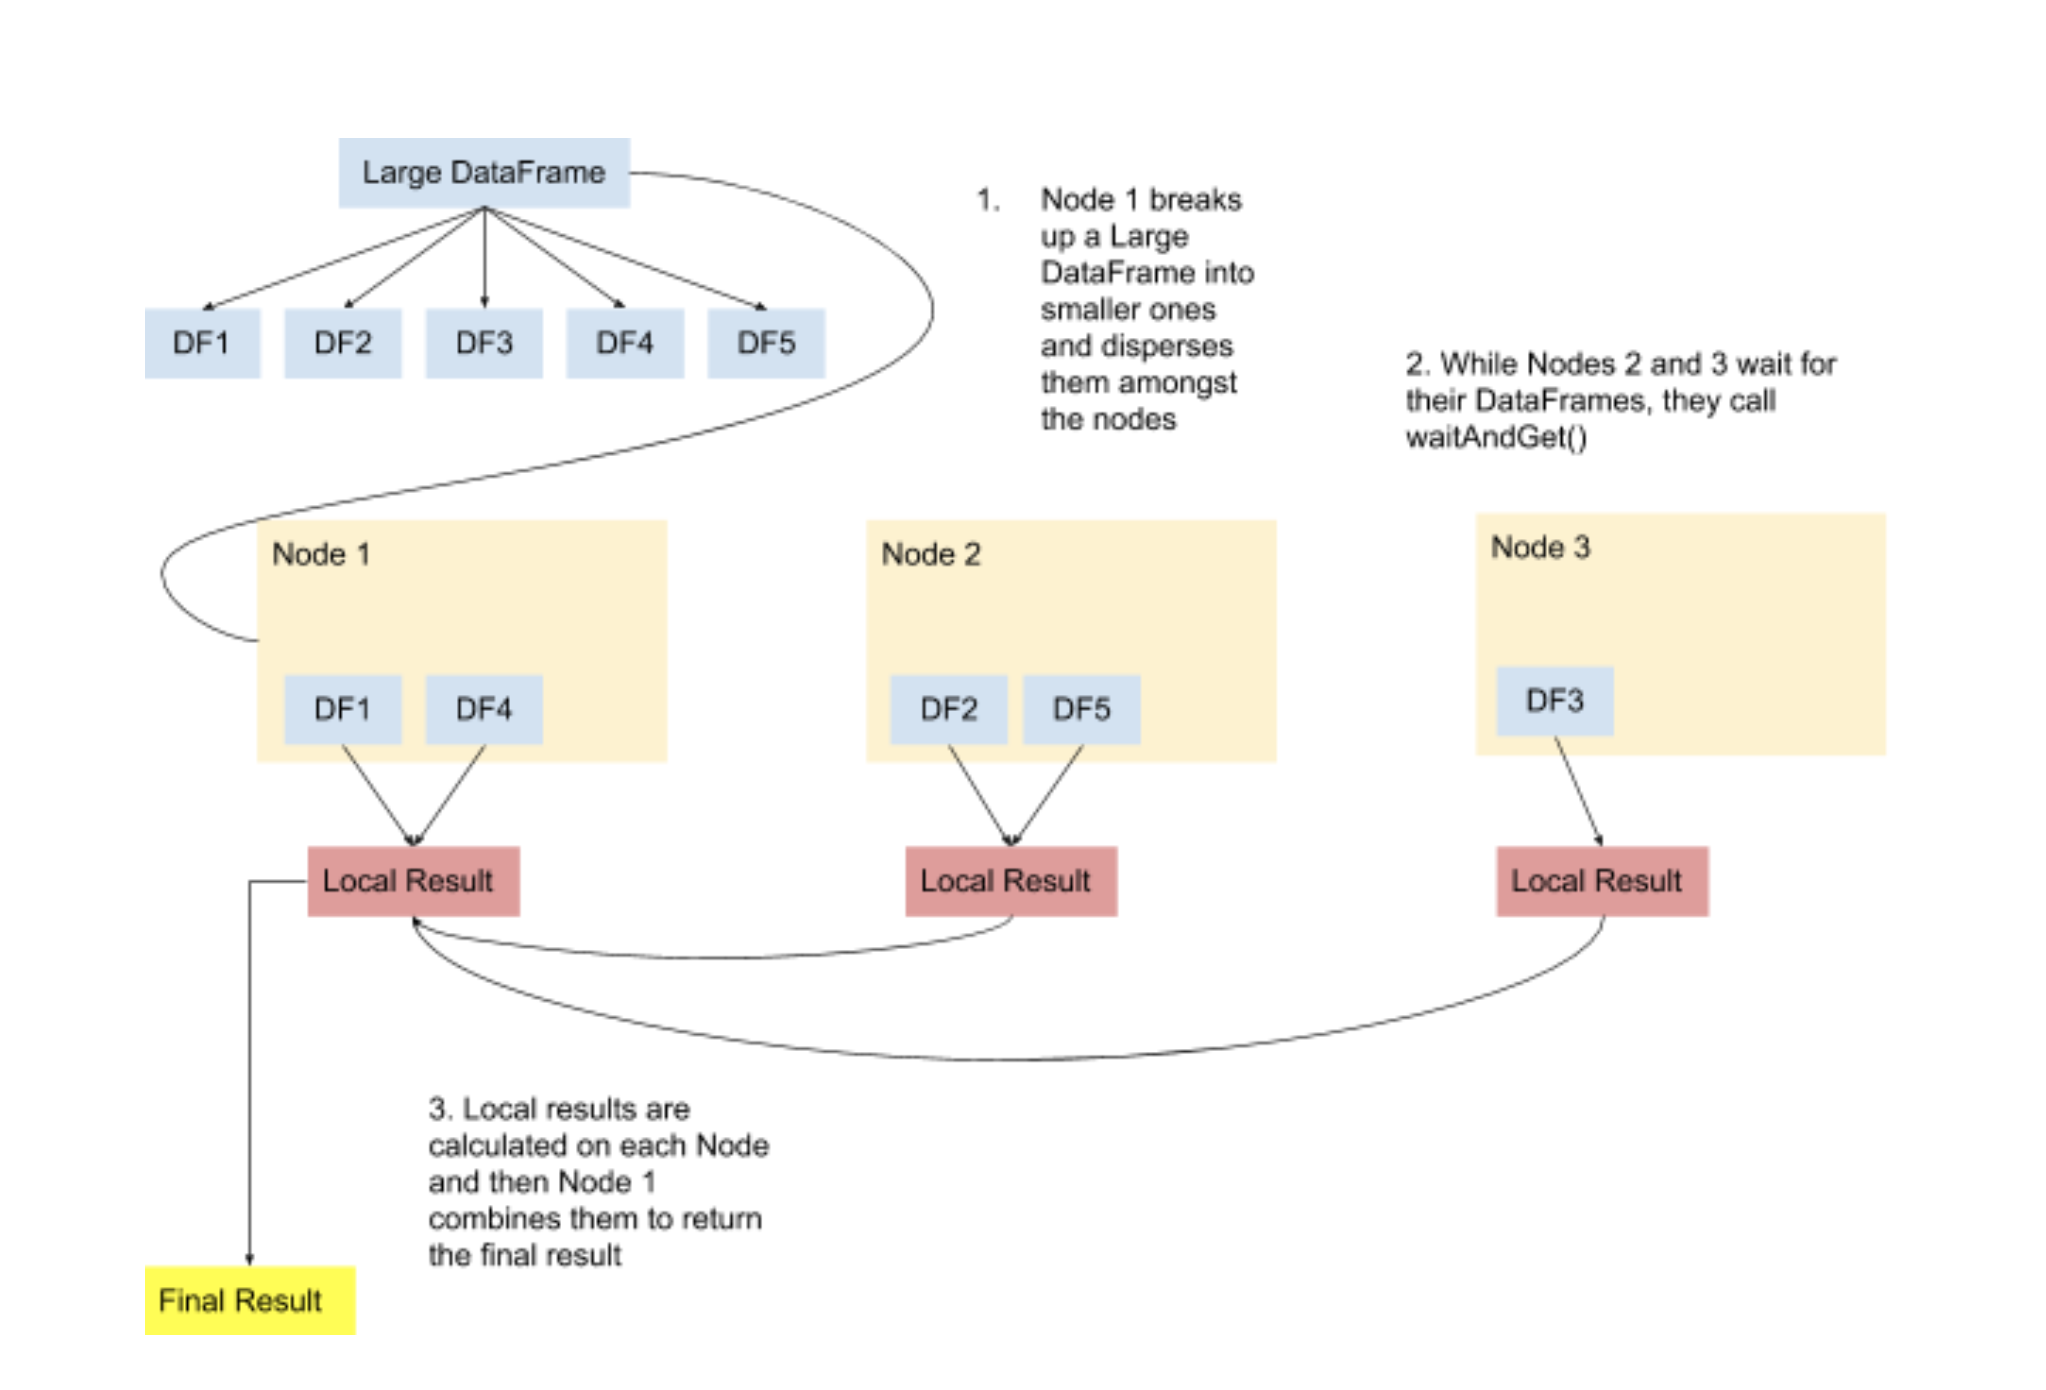 Large DataFrame
DF1
DF2
DF3
DF4
DF5
1. Node 1 breaks
up a Large
DataFrame into
smaller ones
and disperses
them amongst
the nodes
2. While Nodes 2 and 3 wait for
their DataFrames, they call
waitAndGet()
Node 1
DF1
DF4
Node 2
DF2
DF5
Node 3
DF3
Local Result
Local Result
Local Result
3. Local results are
calculated on each Node
and then Node 1
combines them to return
the final result
Final Result